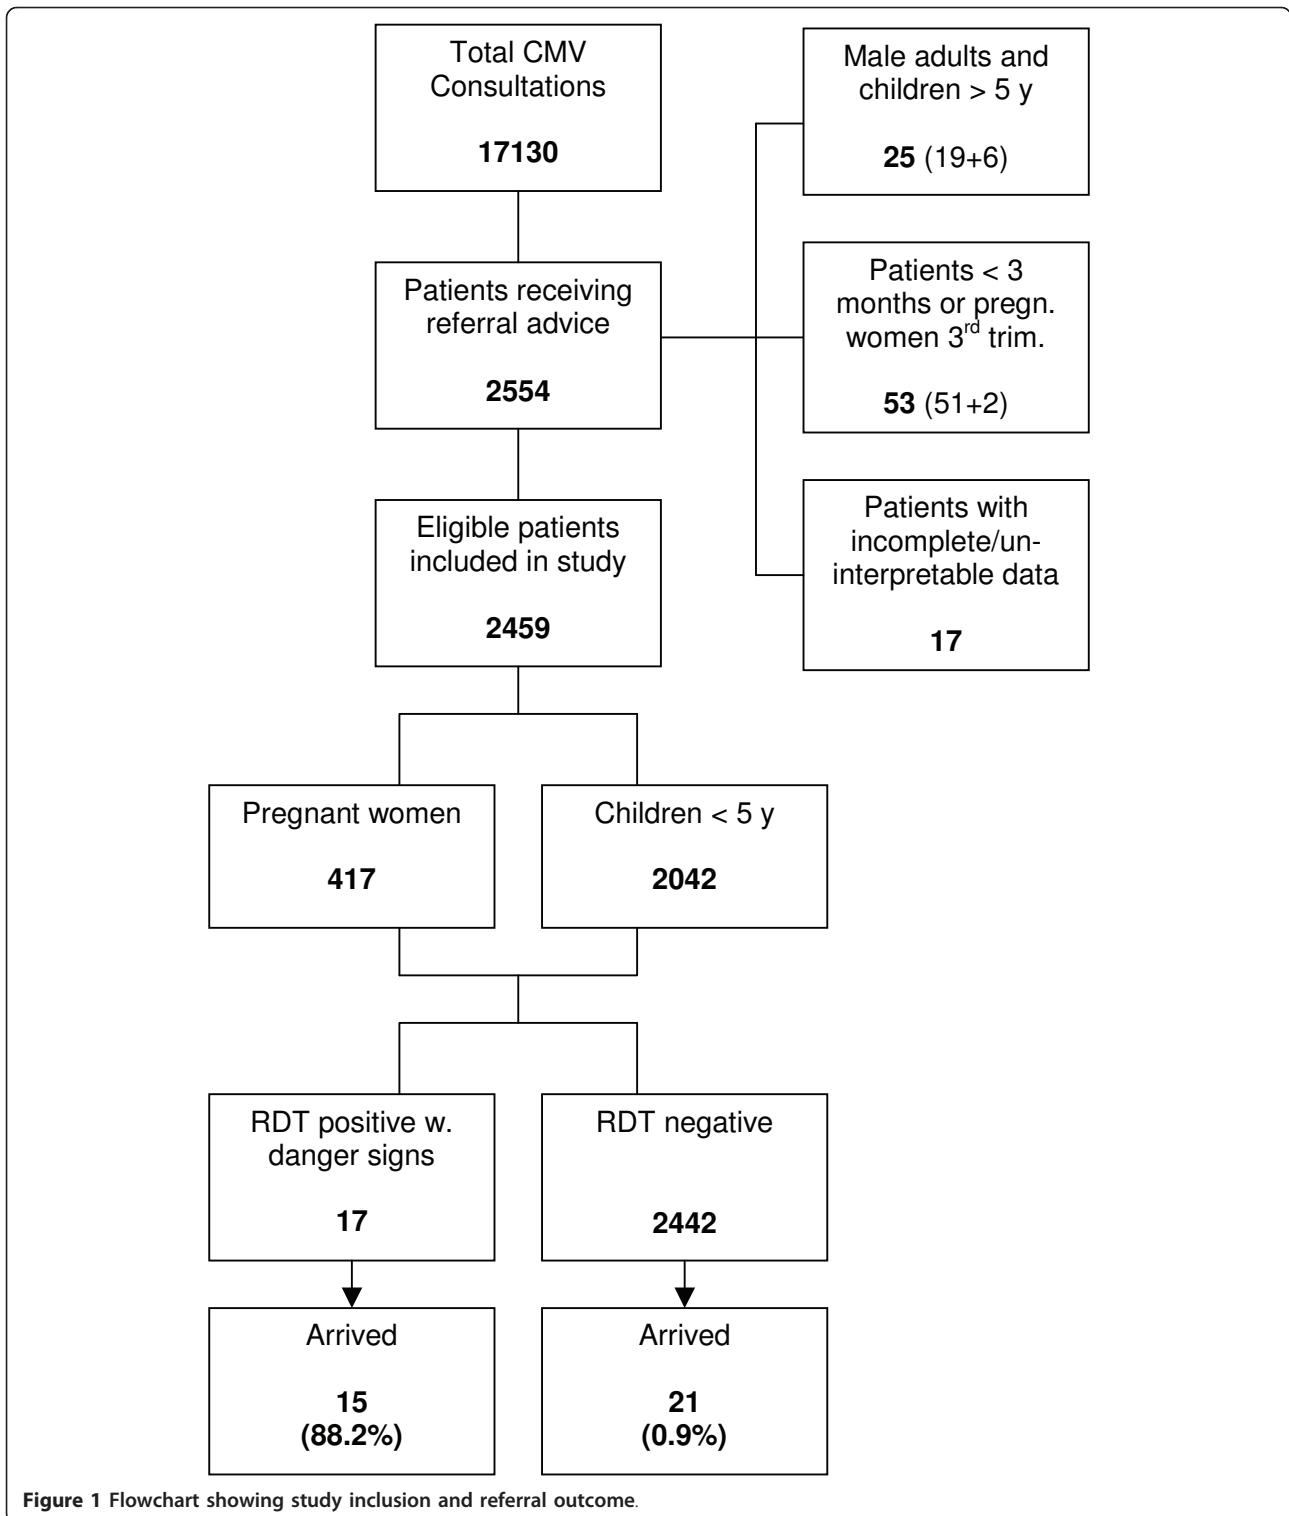 Total CMV
Consultations
17130
Male adults and
children > 5 y
25 (19+6)
Patients receiving
referral advice
2554
Patients < 3
months or pregn.
women 3rd trim.
53 (51+2)
Eligible patients
included in study
2459
Patients with
incomplete/un-
interpretable data
17
Pregnant women
417
Children < 5 y
2042
RDT positive w.
danger signs
17
RDT negative
2442
Arrived
15
(88.2%)
Arrived
21
(0.9%)
Figure 1 Flowchart showing study inclusion and referral outcome.